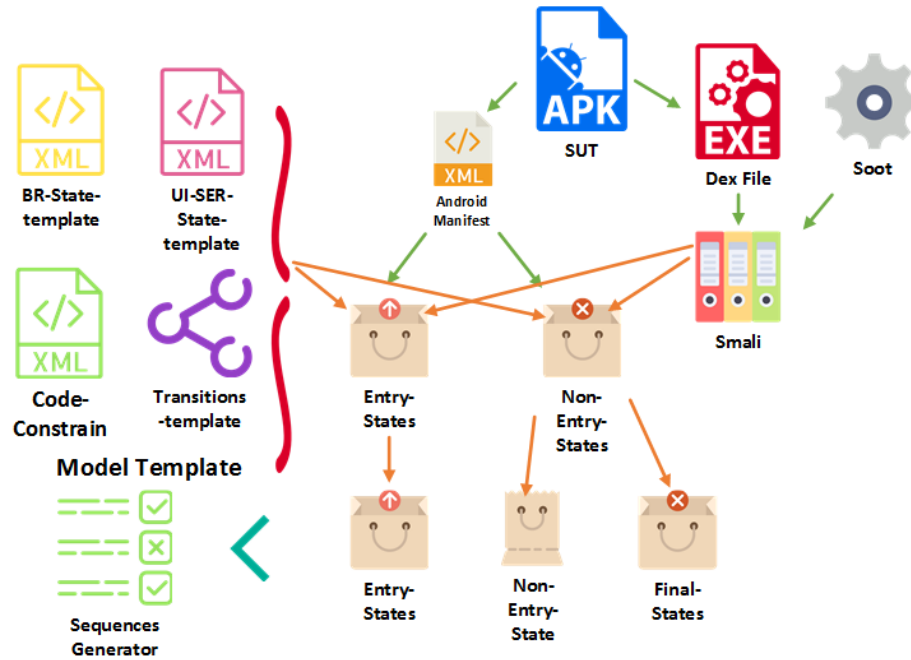 APK
SUT
EXE
Dex File
Soot
XML
BR-State-
template
XML
UI-SER-
State-
template
XML
Android
Manifest
Smali
XML
Code-
Constrain
Transitions
-template
Model Template
Entry-
States
Non-
Entry-
States
Sequences
Generator
Entry-
States
Non-
Entry-
State
Final-
States